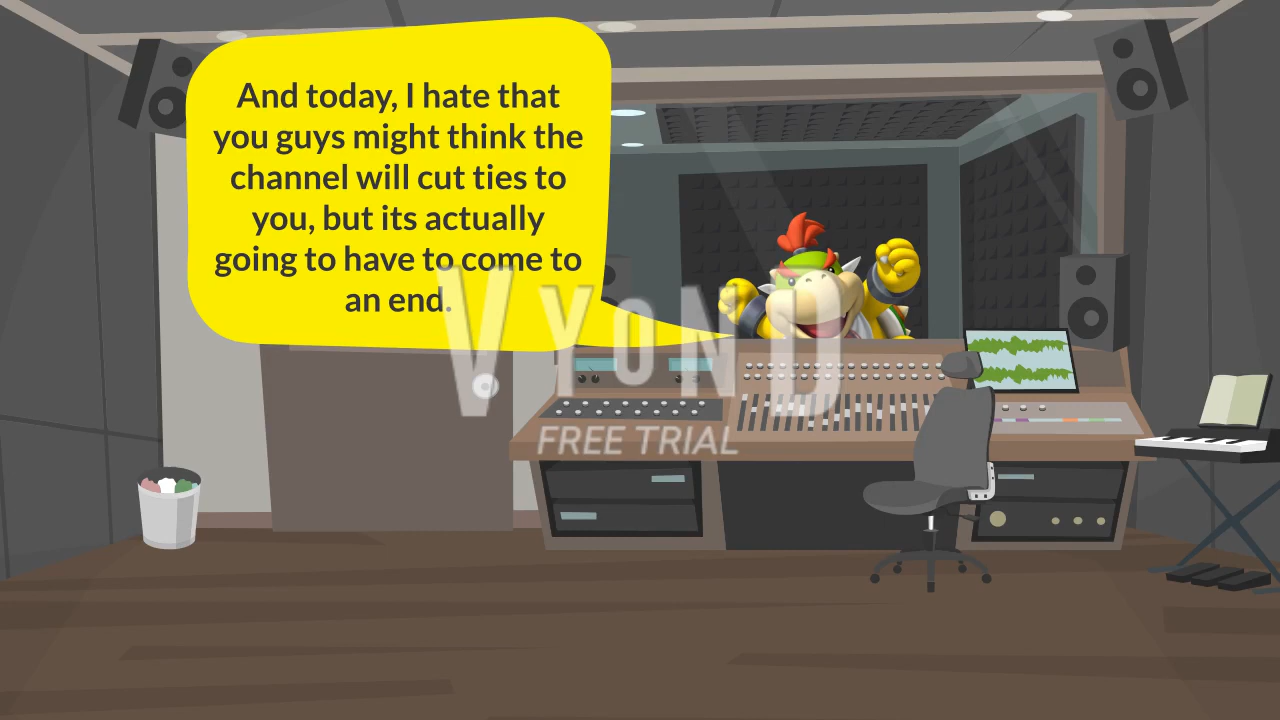 And today, I hate that
you guys might think the
channel will cut ties to
you, but its actually
going to have to come to
an end.
VYOND
FREE TRIAL